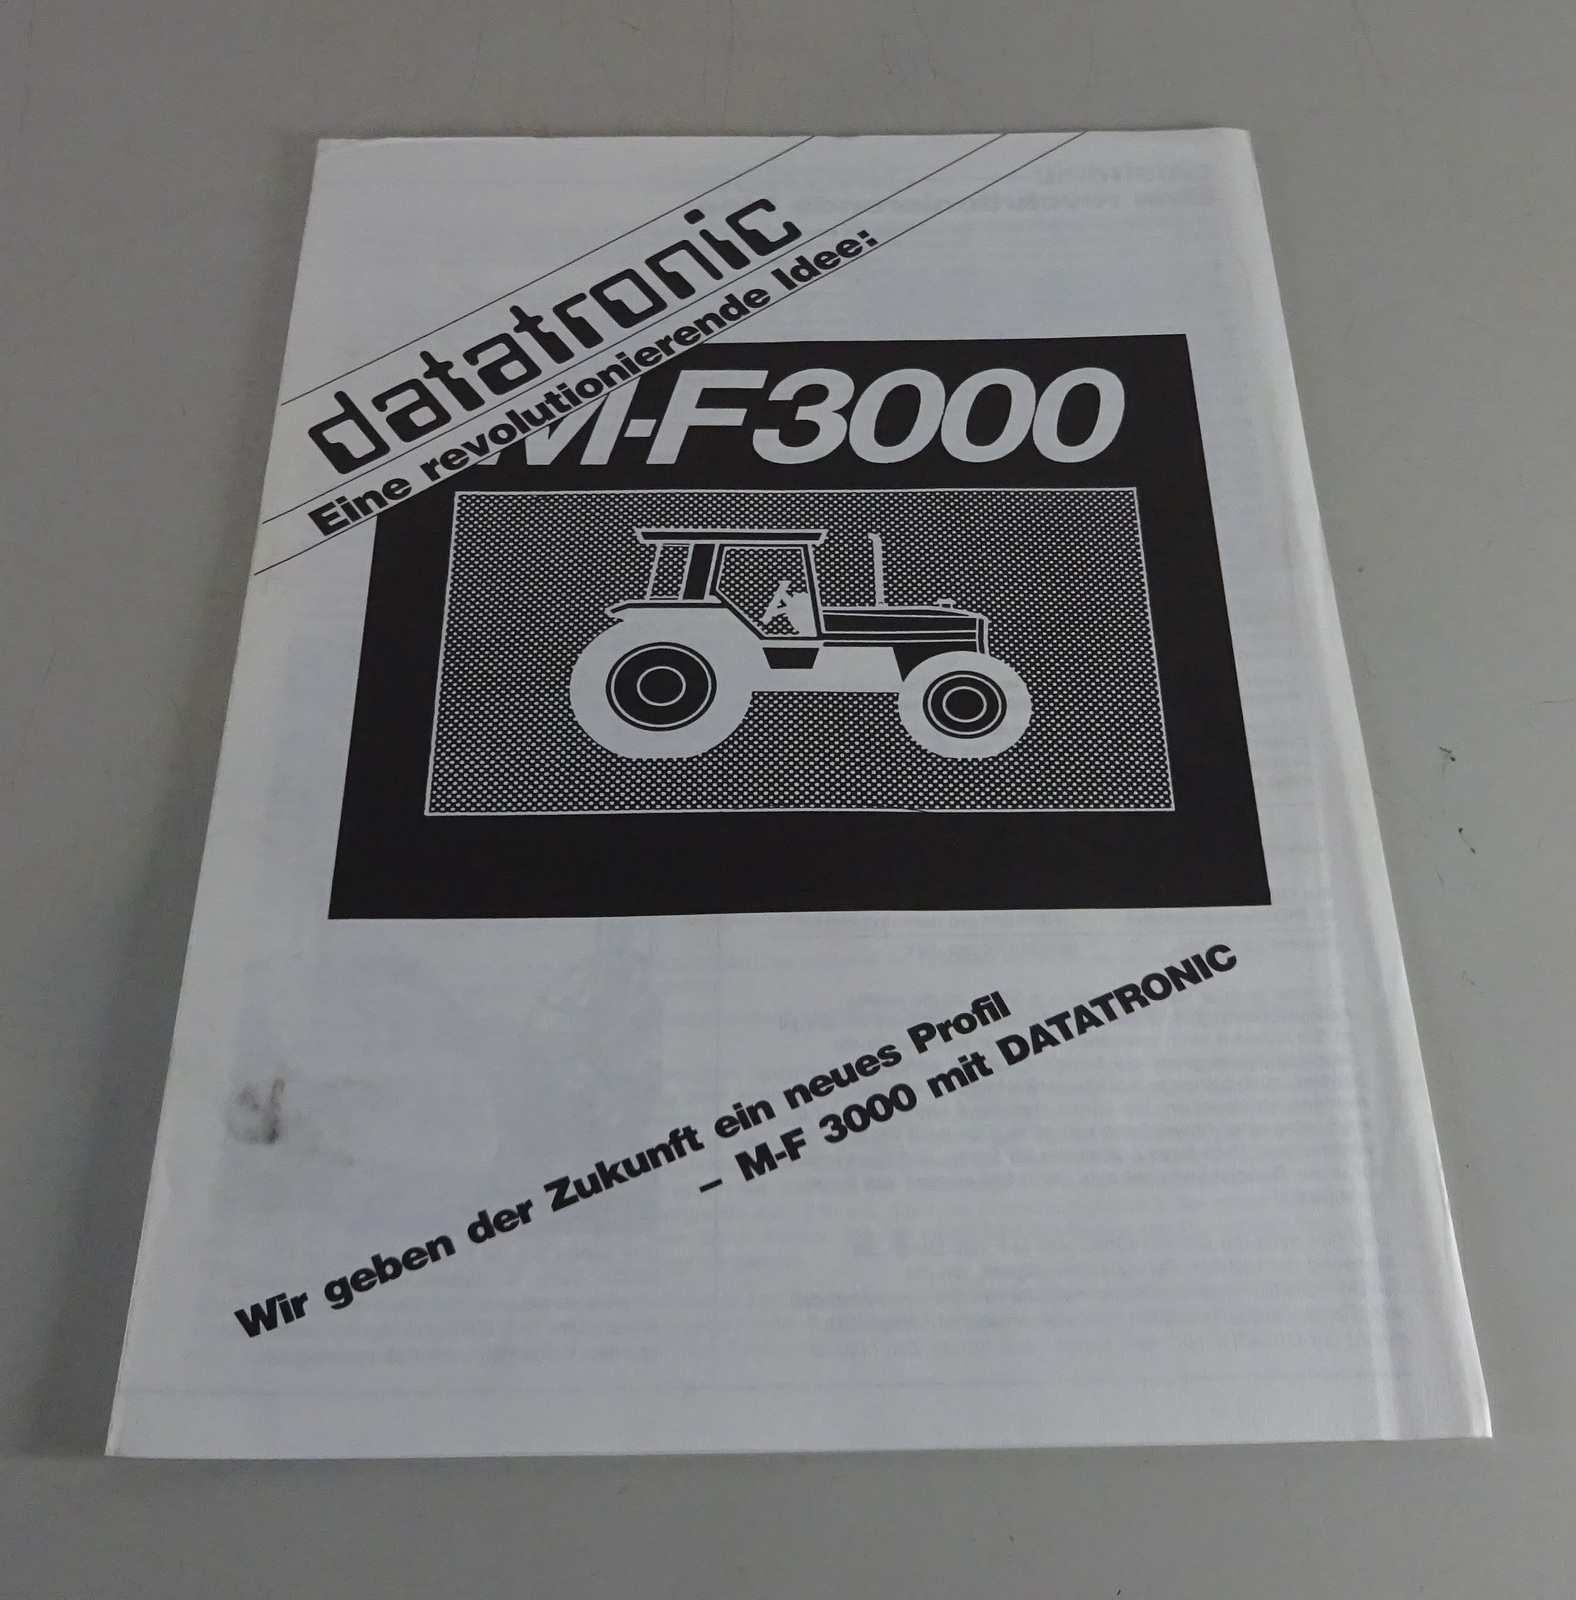 datatronic
Eine revolutionierende Idee:
M-F3000
Wir geben der Zukunft ein neues Profil
– M-F 3000 mit DATATRONIC